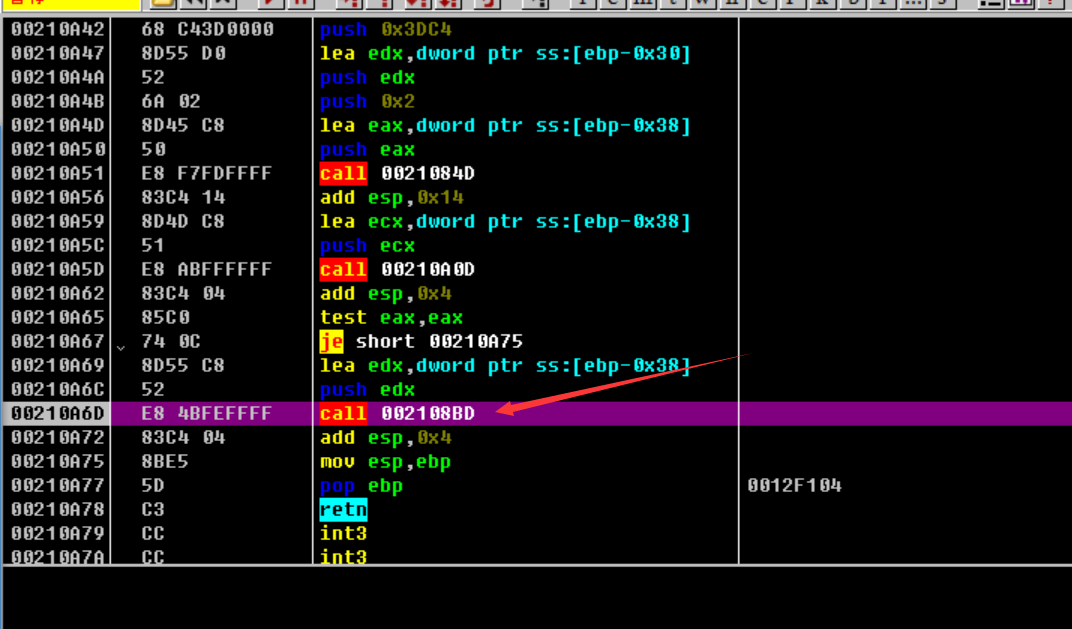 00210A42 68 C43D0000 push 0x3DC4
00210A47 8D55 D0 lea edx,dword ptr ss:[ebp-0x30]
00210A4A 52 push edx
00210A4B 6A 02 push 0x2
00210A4D 8D45 C8 lea eax,dword ptr ss:[ebp-0x38]
00210A50 50 push eax
00210A51 E8 F7FDFFFF call 0021084D
00210A56 83C4 14 add esp,0x14
00210A59 8D4D C8 lea ecx,dword ptr ss:[ebp-0x38]
00210A5C 51 push ecx
00210A5D E8 ABFFFFFF call 00210A0D
00210A62 83C4 04 add esp,0x4
00210A65 85C0 test eax,eax
00210A67 74 0C je short 00210A75
00210A69 8D55 C8 lea edx,dword ptr ss:[ebp-0x38]
00210A6C 52 push edx
00210A6D E8 4BFEFFFF call 002108BD
00210A72 83C4 04 add esp,0x4
00210A75 8BE5 mov esp,ebp
00210A77 5D pop ebp 0012F104
00210A78 C3 retn
00210A79 CC int3
00210A7A CC int3